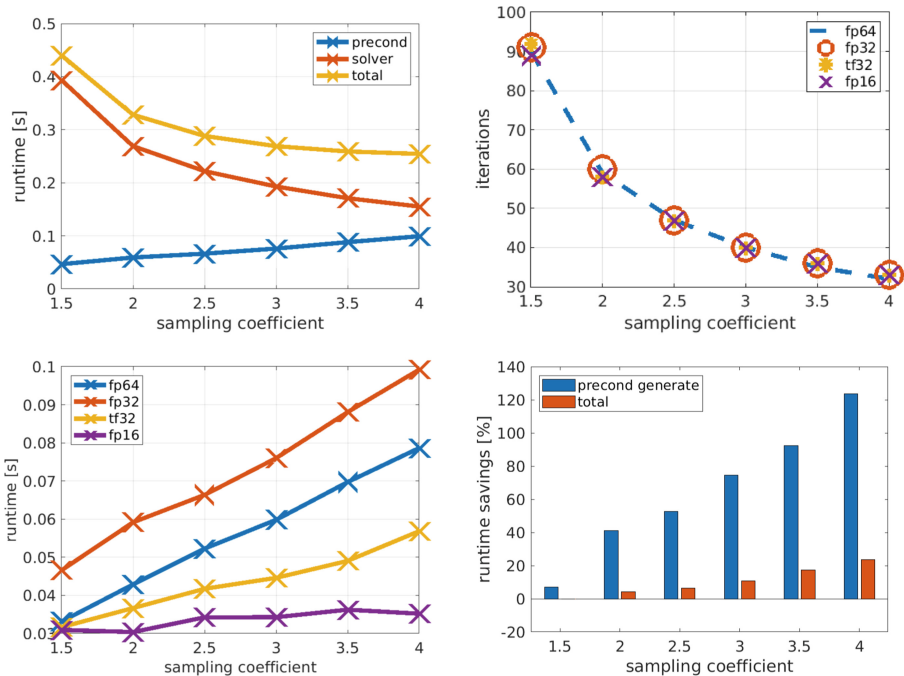 0.5
0.4
0.3
0.2
0.1
0
runtime [s]
precond
solver
total
1.5 2 2.5 3 3.5 4
sampling coefficient
100
90
80
70
60
50
40
30
iterations
fp64
fp32
tf32
fp16
1.5 2 2.5 3 3.5 4
sampling coefficient
0.1
0.09
0.08
0.07
0.06
0.05
0.04
0.03
runtime [s]
fp64
fp32
tf32
fp16
1.5 2 2.5 3 3.5 4
sampling coefficient
140
120
100
80
60
40
20
0
-20
runtime savings [%]
precond generate
total
1.5 2 2.5 3 3.5 4
sampling coefficient